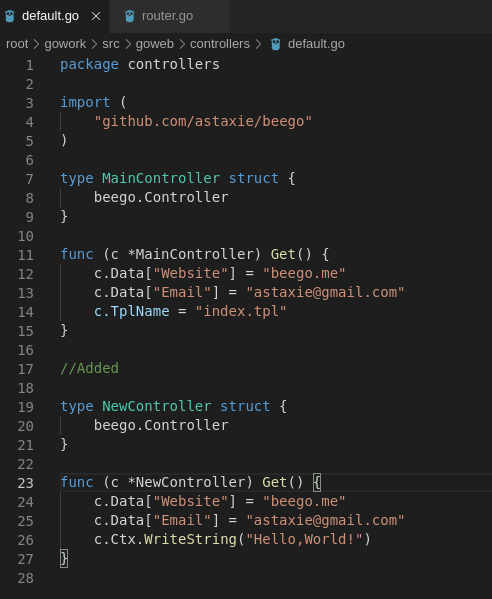 default.go × router.go
root > gowork > src > goweb > controllers > default.go
1 package controllers
2
3 import (
4     "github.com/astaxie/beego"
5 )
6
7 type MainController struct {
8     beego.Controller
9 }
10
11 func (c *MainController) Get() {
12     c.Data["Website"] = "beego.me"
13     c.Data["Email"] = "astaxie@gmail.com"
14     c.TplName = "index.tpl"
15 }
16
17 //Added
18
19 type NewController struct {
20     beego.Controller
21 }
22
23 func (c *NewController) Get() {
24     c.Data["Website"] = "beego.me"
25     c.Data["Email"] = "astaxie@gmail.com"
26     c.Ctx.WriteString("Hello,World!")
27 }
28